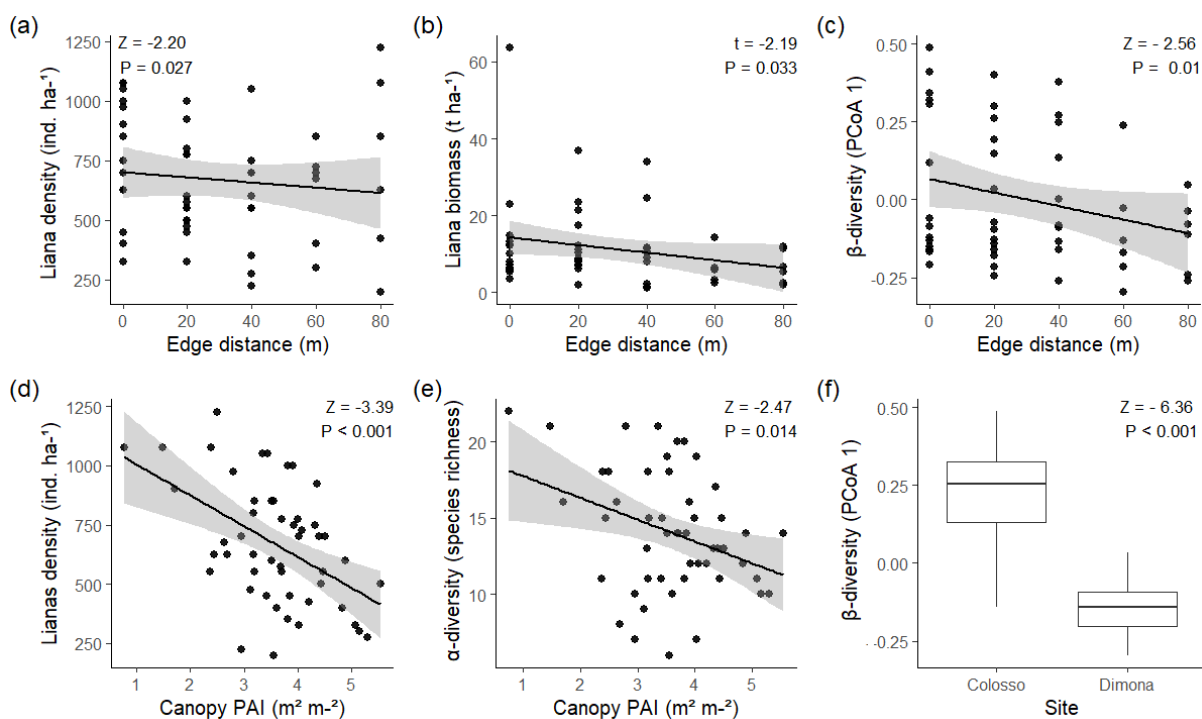 (a)
Z = -2.20
P = 0.027
Liana density (ind. ha-¹)
1250
1000
750
500
250
0
20
40
60
80
Edge distance (m)
(b)
t = -2.19
P = 0.033
Liana biomass (t ha-¹)
60
40
20
0
0
20
40
60
80
Edge distance (m)
(c)
Z = - 2.56
P = 0.01
β-diversity (PCoA 1)
0.50
0.25
0.00
-0.25
0
20
40
60
80
Edge distance (m)
(d)
Z = -3.39
P < 0.001
Lianas density (ind. ha-¹)
1250
1000
750
500
250
1
2
3
4
5
Canopy PAI (m² m-²)
(e)
Z = -2.47
P = 0.014
α-diversity (species richness)
20
15
10
1
2
3
4
5
Canopy PAI (m² m-²)
(f)
Z = - 6.36
P < 0.001
β-diversity (PCoA 1)
0.50
0.25
0.00
-0.25
Colosso
Dimona
Site